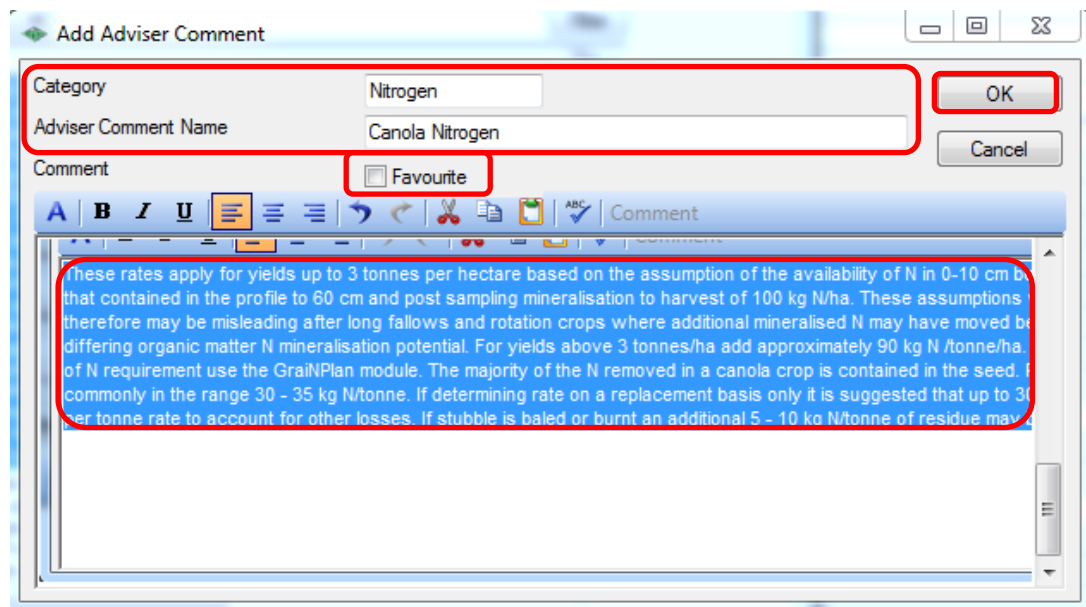 Add Adviser Comment
Category
Nitrogen
OK
Adviser Comment Name
Canola Nitrogen
Cancel
Comment
Favourite
A B I U ABC Comment
These rates apply for yields up to 3 tonnes per hectare based on the assumption of the availability of N in 0-10 cm
that contained in the profile to 60 cm and post sampling mineralisation to harvest of 100 kg N/ha. These assumptions
therefore may be misleading after long fallows and rotation crops where additional mineralised N may have moved
differing organic matter N mineralisation potential. For yields above 3 tonnes/ha add approximately 90 kg N /tonne/ha.
of N requirement use the GraiNPlan module. The majority of the N removed in a canola crop is contained in the seed.
commonly in the range 30 - 35 kg N/tonne. If determining rate on a replacement basis only it is suggested that up to
per tonne rate to account for other losses. If stubble is baled or burnt an additional 5 - 10 kg N/tonne of residue may